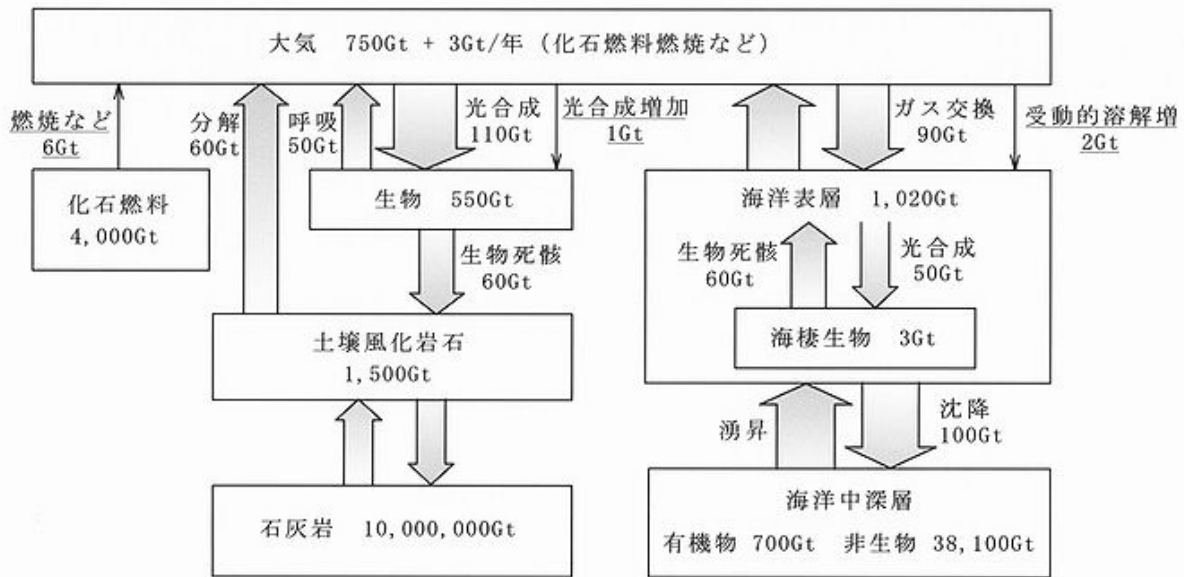 大気 750Gt + 3Gt/年 (化石燃料燃焼など)
燃焼など
6Gt
分解
60Gt
呼吸
50Gt
光合成
110Gt
光合成増加
1Gt
ガス交換
90Gt
受動的溶解増
2Gt
化石燃料
4,000Gt
生物 550Gt
生物死骸
60Gt
土壌風化岩石
1,500Gt
石灰岩 10,000,000Gt
海洋表層 1,020Gt
生物死骸
60Gt
光合成
50Gt
海棲生物 3Gt
湧昇
沈降
100Gt
海洋中深層
有機物 700Gt 非生物 38,100Gt